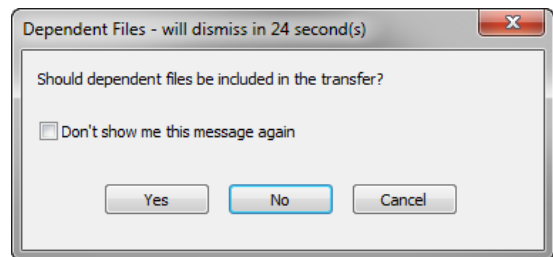 Dependent Files - will dismiss in 24 second(s)
Should dependent files be included in the transfer?
Don't show me this message again
Yes No Cancel